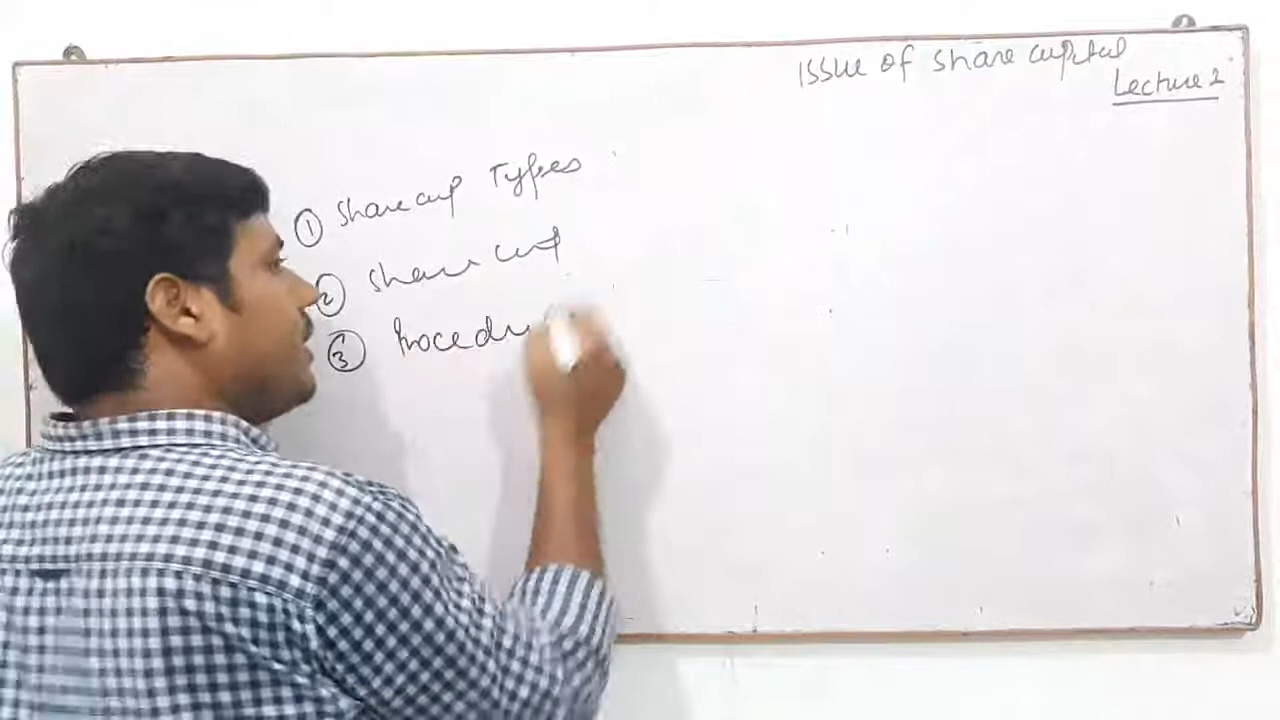 Issue of Share capital
Lecture 2
① Share cap Types
② Share cap
③ Procedu